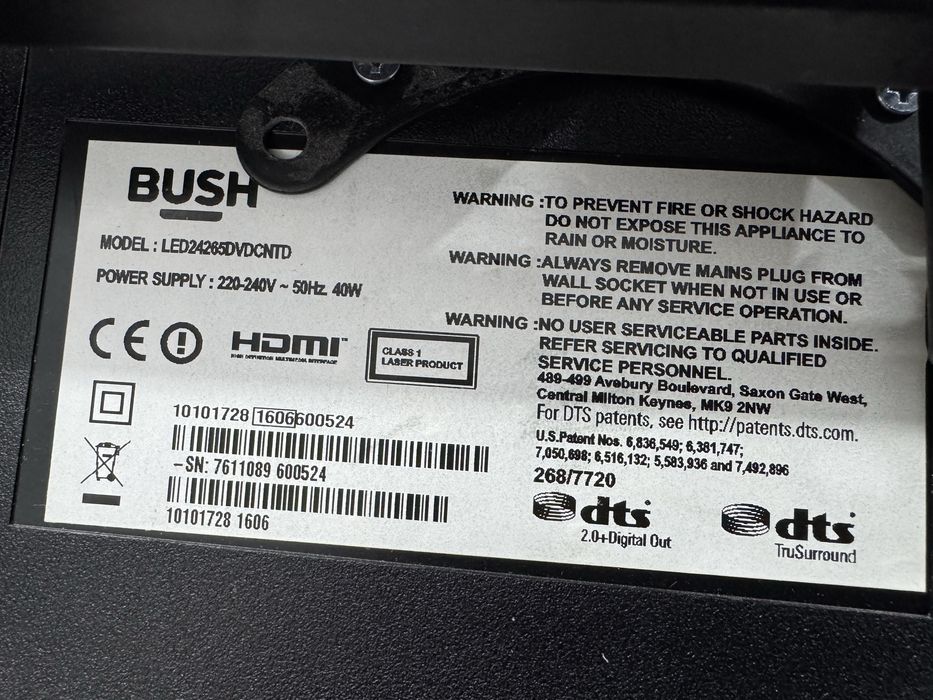 BUSH
MODEL : LED24265DVDCNTD
POWER SUPPLY : 220-240V ~ 50Hz. 40W
CE
HDMI
HIGH DEFINITION MULTIMEDIA INTERFACE
CLASS 1
LASER PRODUCT
10101728 1606600524
-SN: 7611089 600524
10101728 1606
WARNING :TO PREVENT FIRE OR SHOCK HAZARD
DO NOT EXPOSE THIS APPLIANCE TO
RAIN OR MOISTURE.
WARNING :ALWAYS REMOVE MAINS PLUG FROM
WALL SOCKET WHEN NOT IN USE OR
BEFORE ANY SERVICE OPERATION.
WARNING :NO USER SERVICEABLE PARTS INSIDE.
REFER SERVICING TO QUALIFIED
SERVICE PERSONNEL.
489-499 Avebury Boulevard, Saxon Gate West,
Central Milton Keynes, MK9 2NW
For DTS patents, see http://patents.dts.com.
U.S.Patent Nos. 6,836,549; 6,381,747;
7,050,698; 6,516,132; 5,583,936 and 7,492,896
268/7720
dts
2.0+Digital Out
dts
TruSurround